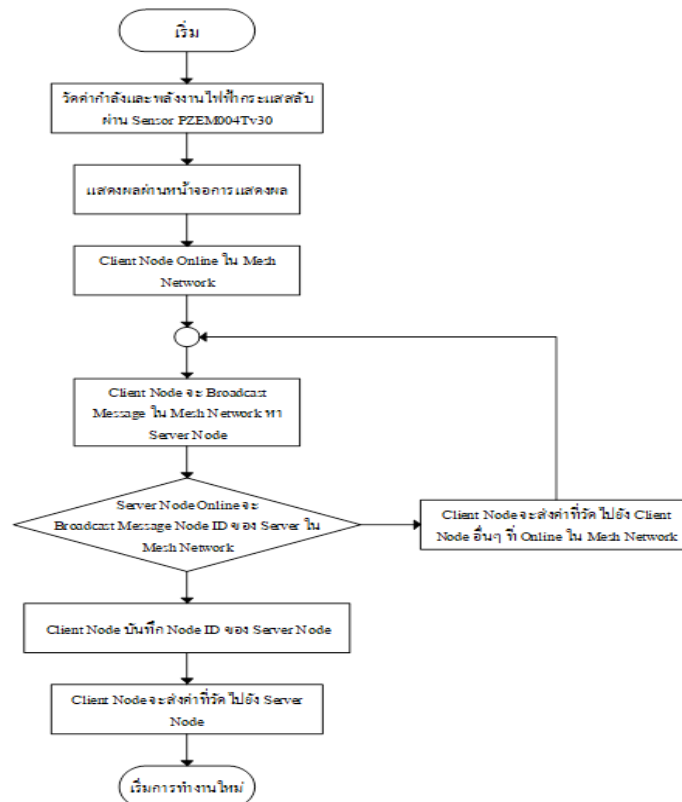 เริ่ม
วัดค่ากำลังและพลังงานไฟฟ้ากระแสสลับ
ผ่าน Sensor PZEM004Tv30
แสดงผลผ่านหน้าจอการแสดงผล
Client Node Online ใน Mesh
Network
Client Node จะ Broadcast
Message ใน Mesh Network หา
Server Node
Server Node Online จะ
Broadcast Message Node ID ของ Server ใน
Mesh Network
Client Node จะส่งค่าที่วัดไปยัง Client
Node อื่นๆ ที่ Online ใน Mesh Network
Client Node บันทึก Node ID ของ Server Node
Client Node จะส่งค่าที่วัดไปยัง Server
Node
เริ่มการทำงานใหม่